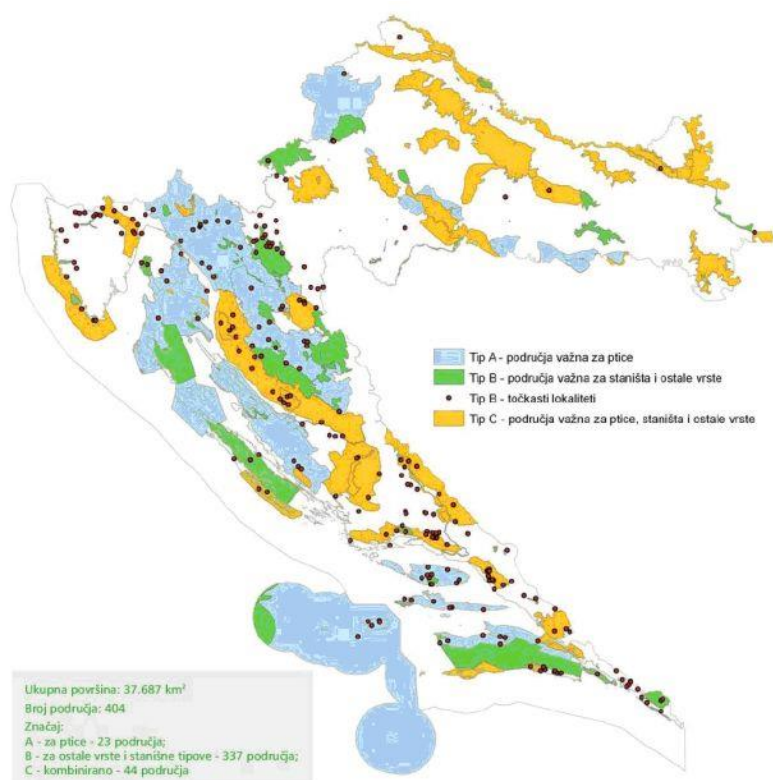 Tip A - područja važna za ptice
Tip B - područja važna za staništa i ostale vrste
Tip B - točkasti lokaliteti
Tip C - područja važna za ptice, staništa i ostale vrste
Ukupna površina: 37.687 km²
Broj područja: 404
Značaj:
A - za ptice - 23 područja;
B - za ostale vrste i stanišne tipove - 337 područja;
C - kombinirano - 44 područja